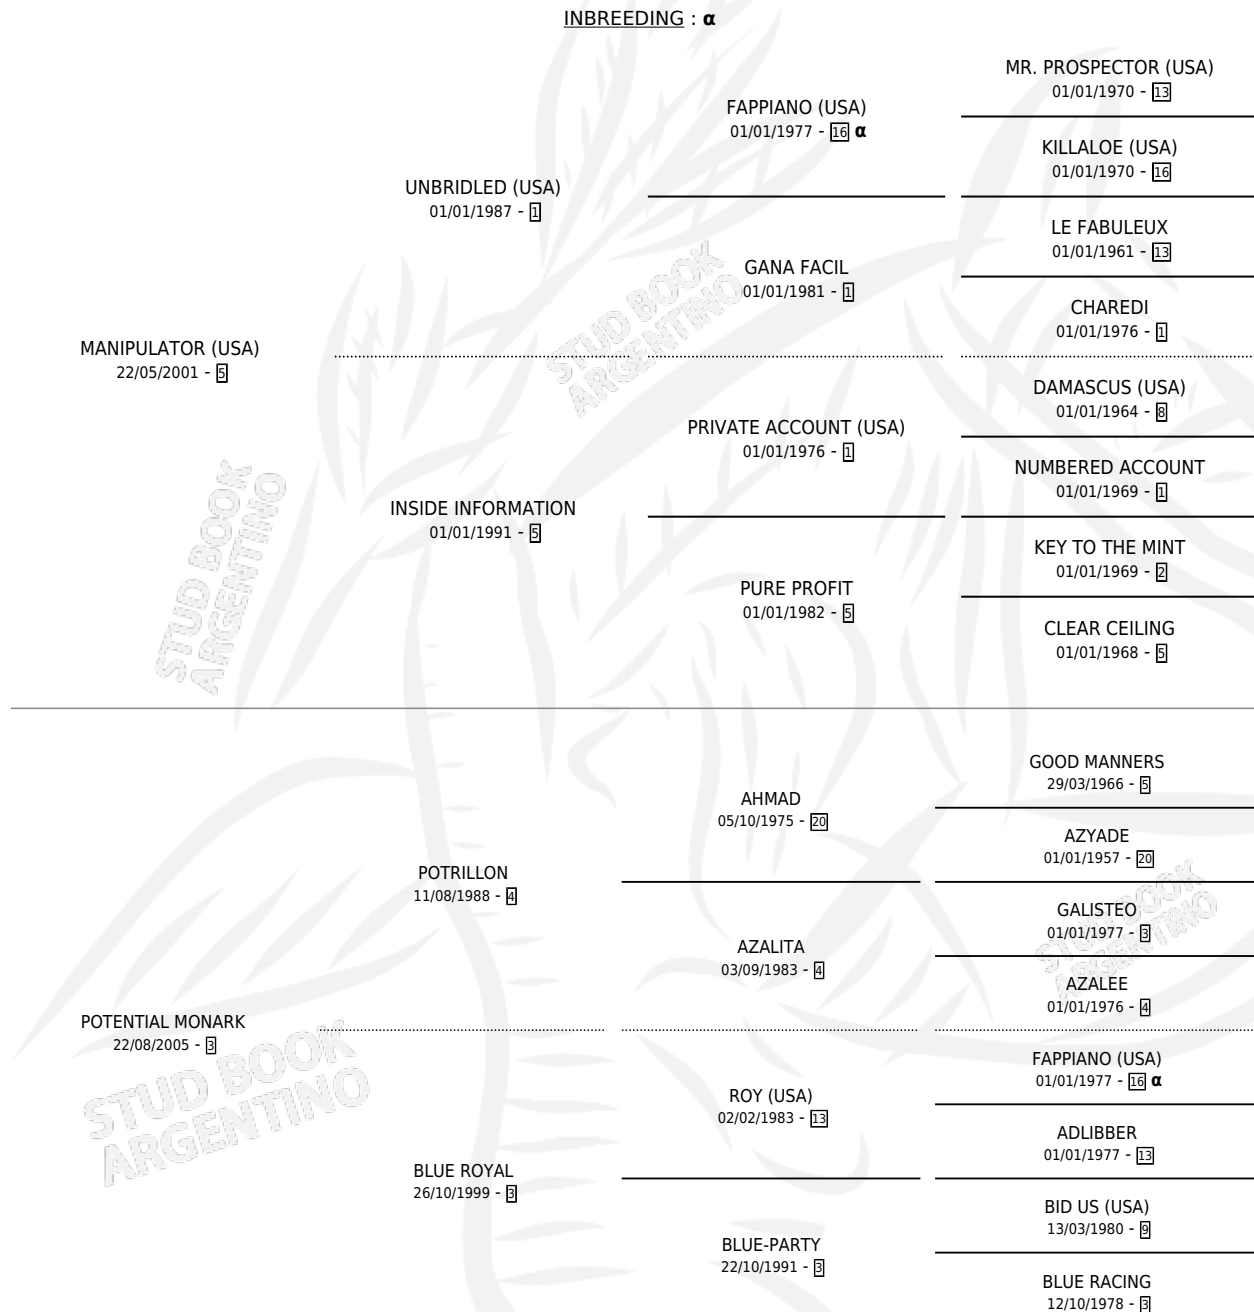 INBREEDING : α
MR. PROSPECTOR (USA)
01/01/1970 - 13
FAPPIANO (USA)
01/01/1977 - 16 α
KILLALOE (USA)
01/01/1970 - 16
UNBRIDLED (USA)
01/01/1987 - 1
LE FABULEUX
01/01/1961 - 13
GANA FACIL
01/01/1981 - 1
CHAREDI
01/01/1976 - 1
MANIPULATOR (USA)
22/05/2001 - 5
DAMASCUS (USA)
01/01/1964 - 8
PRIVATE ACCOUNT (USA)
01/01/1976 - 1
NUMBERED ACCOUNT
01/01/1969 - 1
INSIDE INFORMATION
01/01/1991 - 5
KEY TO THE MINT
01/01/1969 - 2
PURE PROFIT
01/01/1982 - 5
CLEAR CEILING
01/01/1968 - 5
GOOD MANNERS
29/03/1966 - 5
AHMAD
05/10/1975 - 20
AZYADE
01/01/1957 - 20
POTRILLON
11/08/1988 - 4
GALISTEO
01/01/1977 - 3
AZALITA
03/09/1983 - 4
AZALEE
01/01/1976 - 4
POTENTIAL MONARK
22/08/2005 - 3
FAPPIANO (USA)
01/01/1977 - 16 α
ROY (USA)
02/02/1983 - 13
ADLIBBER
01/01/1977 - 13
BLUE ROYAL
26/10/1999 - 3
BID US (USA)
13/03/1980 - 9
BLUE-PARTY
22/10/1991 - 3
BLUE RACING
12/10/1978 - 3
STUD BOOK
ARGENTINO
STUD BOOK
ARGENTINO
STUD BOOK
ARGENTINO
STUD BOOK
ARGENTINO